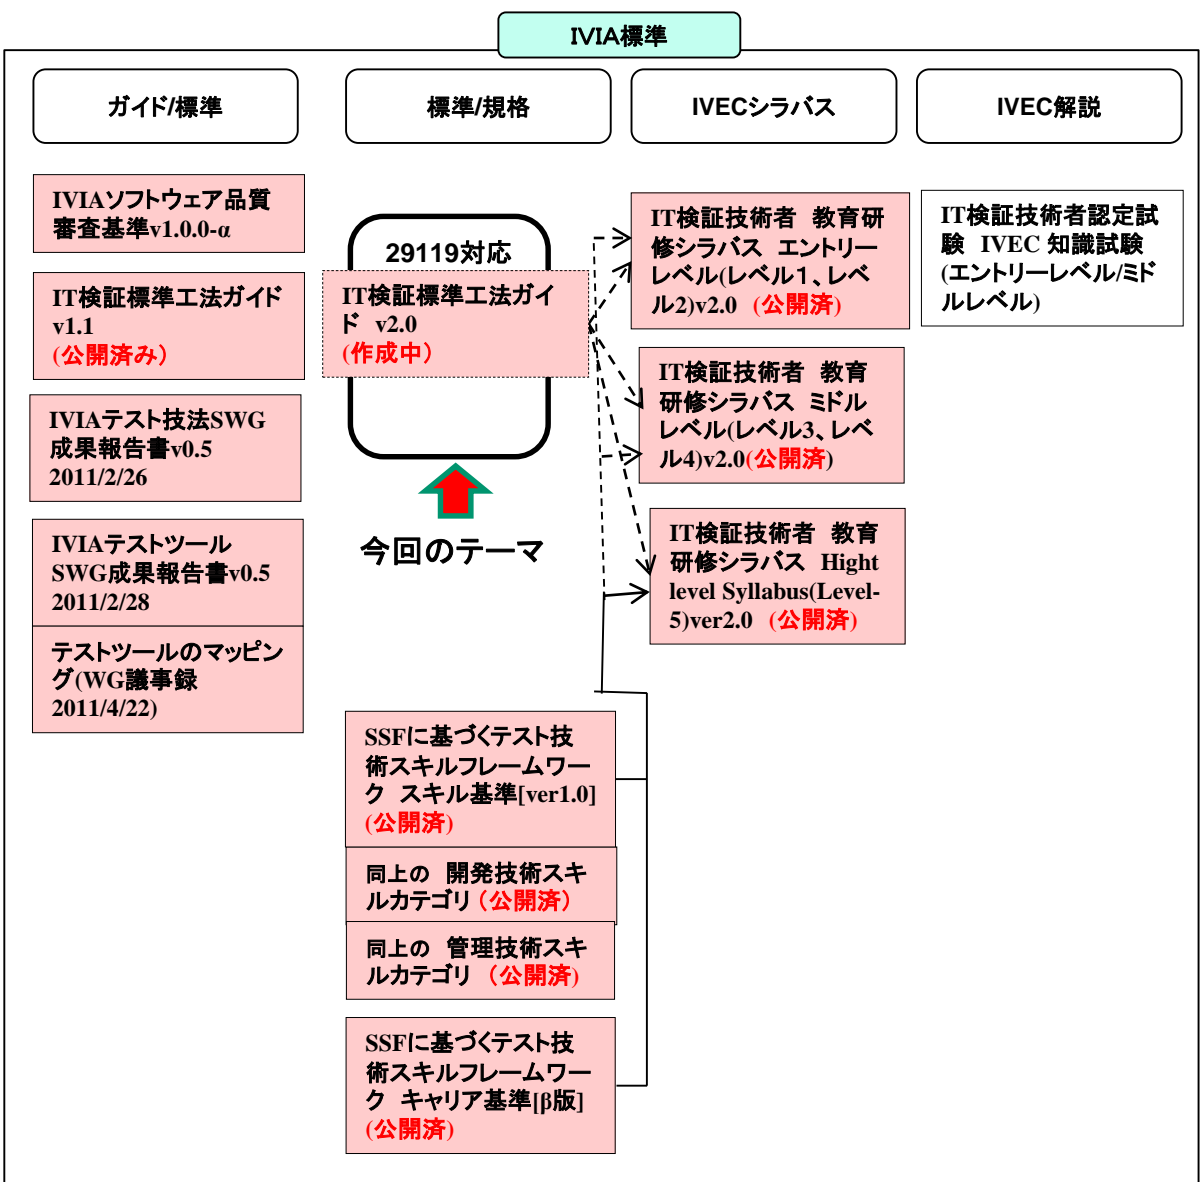 IVIA標準
ガイド/標準
標準/規格
IVECシラバス
IVEC解説
IVIAソフトウェア品質
審査基準v1.0.0-α
IT検証標準工法ガイド
v1.1
(公開済み）
IVIAテスト技法SWG
成果報告書v0.5
2011/2/26
IVIAテストツール
SWG成果報告書v0.5
2011/2/28
テストツールのマッピン
グ(WG議事録
2011/4/22)
29119対応
IT検証標準工法ガイ
ド v2.0
(作成中）
今回のテーマ
SSFに基づくテスト技
術スキルフレームワー
ク スキル基準[ver1.0]
(公開済)
同上の 開発技術スキ
ルカテゴリ（公開済）
同上の 管理技術スキ
ルカテゴリ （公開済)
SSFに基づくテスト技
術スキルフレームワー
ク キャリア基準[β版]
(公開済)
IT検証技術者 教育研
修シラバス エントリー
レベル(レベル１、レベ
ル2)v2.0 (公開済)
IT検証技術者 教育
研修シラバス ミドル
レベル(レベル3、レベ
ル4)v2.0(公開済)
IT検証技術者 教育
研修シラバス Hight
level Syllabus(Level-
5)ver2.0 (公開済)
IT検証技術者認定試
験 IVEC 知識試験
(エントリーレベル/ミド
ルレベル)